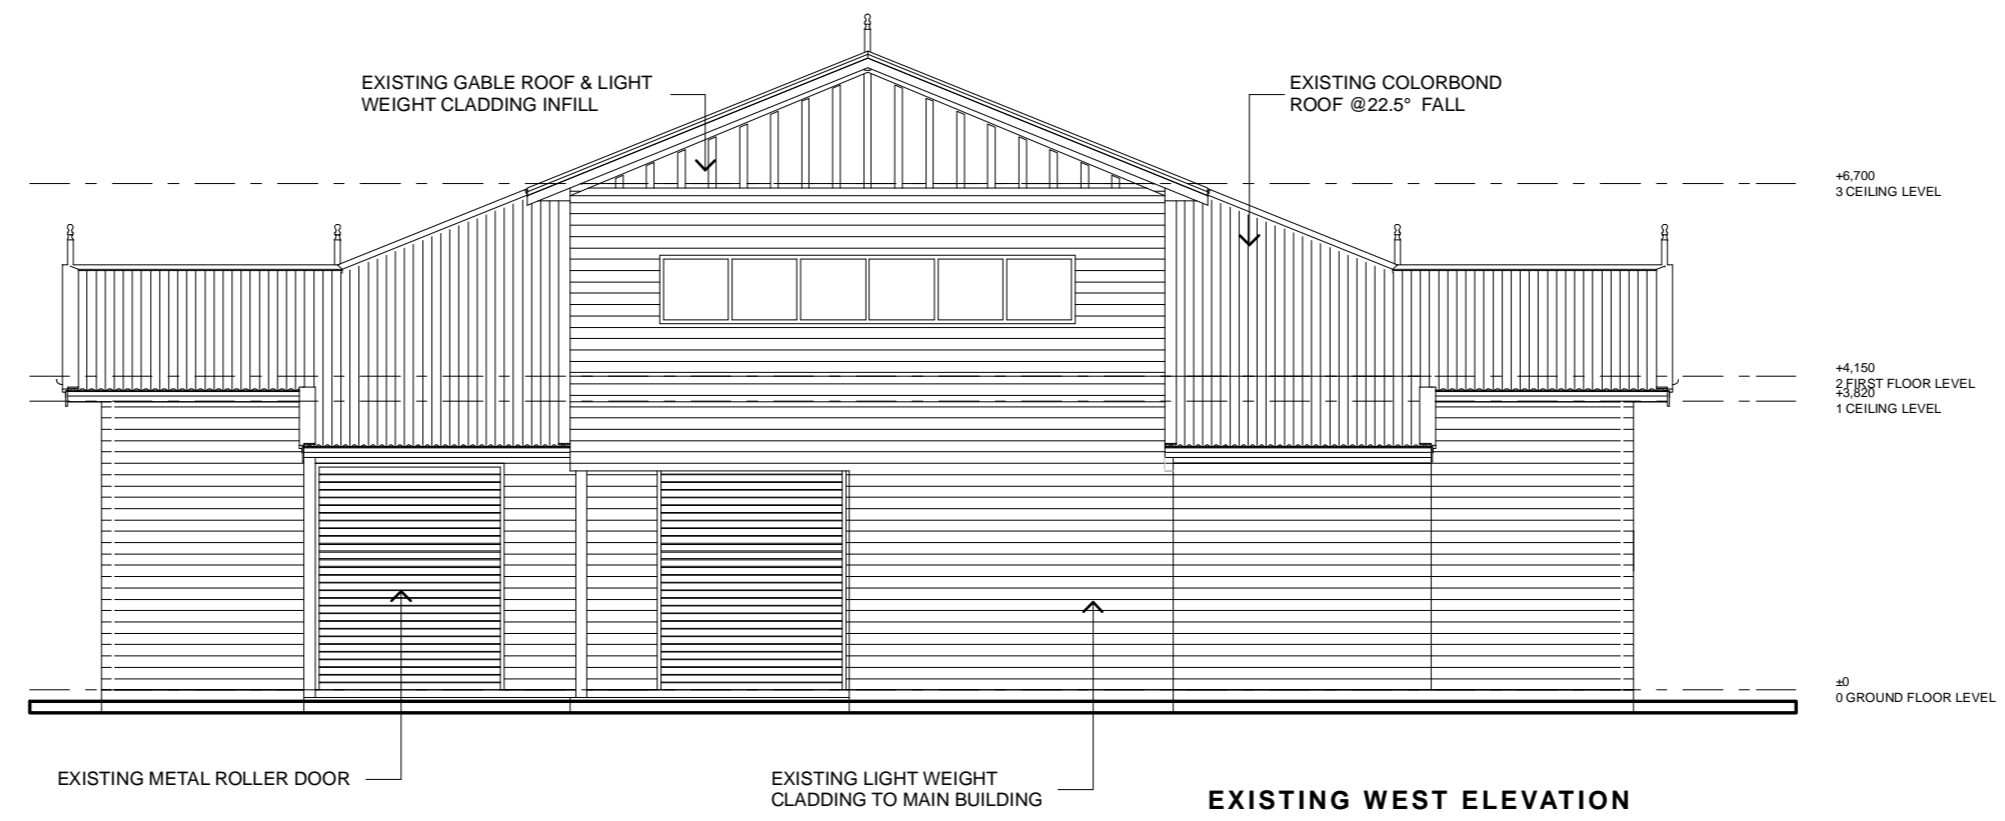 EXISTING GABLE ROOF & LIGHT
WEIGHT CLADDING INFILL
EXISTING COLORBOND
ROOF @22.5° FALL
+6,700
3 CEILING LEVEL
+4,150
2 FIRST FLOOR LEVEL
+3,820
1 CEILING LEVEL
±0
0 GROUND FLOOR LEVEL
EXISTING METAL ROLLER DOOR
EXISTING LIGHT WEIGHT
CLADDING TO MAIN BUILDING
EXISTING WEST ELEVATION